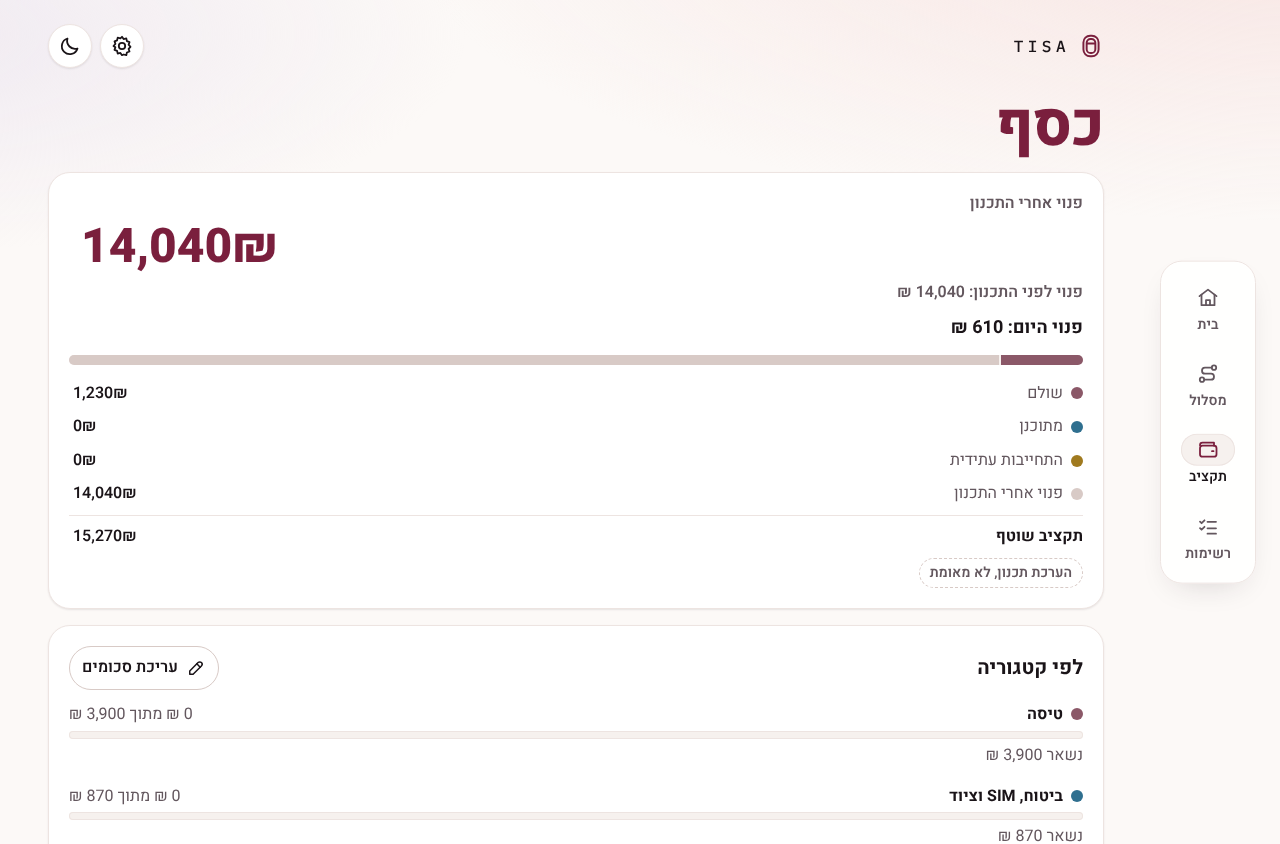 TISA
כסף
פנוי אחרי התכנון
14,040₪
פנוי לפני התכנון: 14,040 ₪
פנוי היום: 610 ₪
שולם 1,230₪
מתוכנן 0₪
התחייבות עתידית 0₪
פנוי אחרי התכנון 14,040₪
תקציב שוטף 15,270₪
הערכת תכנון, לא מאומת
לפי קטגוריה עריכת סכומים
טיסה 0 ₪ מתוך 3,900 ₪
נשאר 3,900 ₪
ביטוח, SIM וציוד 0 ₪ מתוך 870 ₪
נשאר 870 ₪
בית
מסלול
תקציב
רשימות